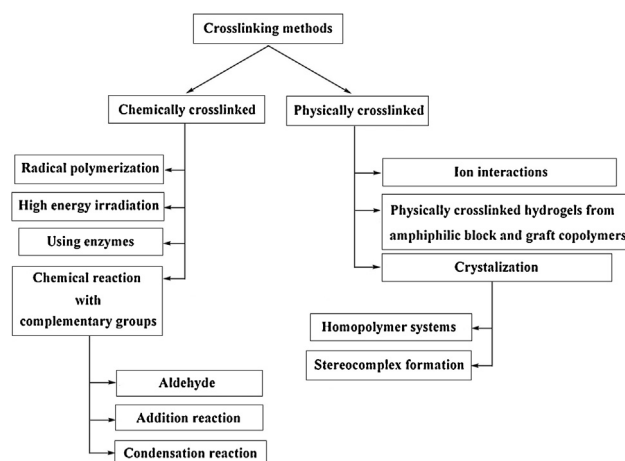 Crosslinking methods
Chemically crosslinked
Physically crosslinked
Radical polymerization
High energy irradiation
Using enzymes
Chemical reaction
with
complementary groups
Aldehyde
Addition reaction
Condensation reaction
Ion interactions
Physically crosslinked hydrogels from
amphiphilic block and graft copolymers
Crystalization
Homopolymer systems
Stereocomplex formation